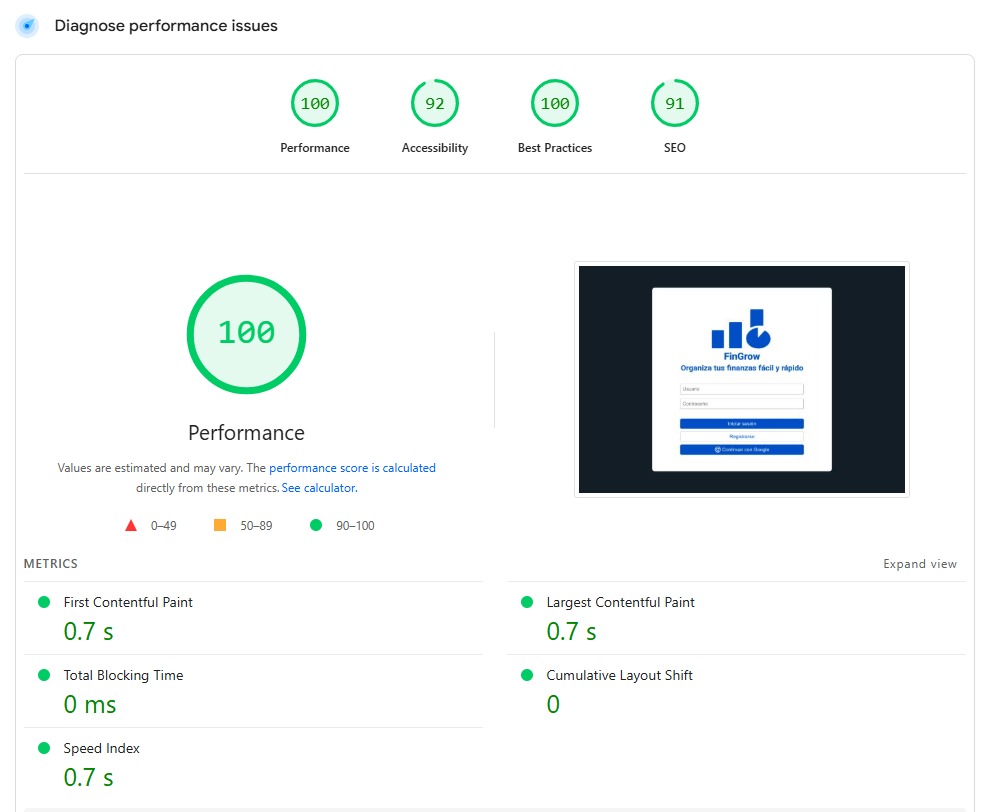 Diagnose performance issues
100
92
100
91
Performance
Accessibility
Best Practices
SEO
100
Performance
Values are estimated and may vary. The performance score is calculated
directly from these metrics. See calculator.
0–49
50–89
90–100
FinGrow
Organiza tus finanzas fácil y rápido
Usuario
Contraseña
Iniciar sesión
Registrarse
Continuar con Google
METRICS
Expand view
First Contentful Paint
0.7 s
Largest Contentful Paint
0.7 s
Total Blocking Time
0 ms
Cumulative Layout Shift
0
Speed Index
0.7 s